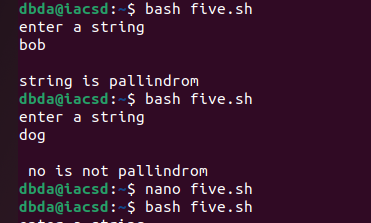 dbda@iacsd:~$ bash five.sh
enter a string
bob
string is pallindrom
dbda@iacsd:~$ bash five.sh
enter a string
dog
no is not pallindrom
dbda@iacsd:~$ nano five.sh
dbda@iacsd:~$ bash five.sh